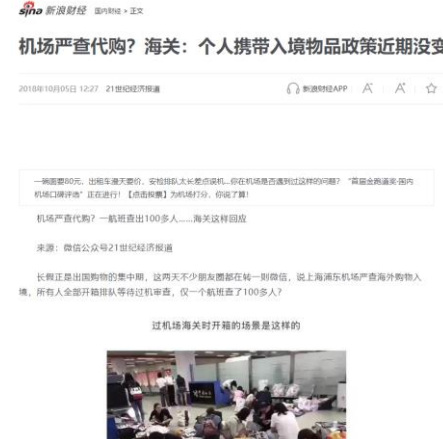 sina 新浪财经 国内财经 > 正文
机场严查代购？海关：个人携带入境物品政策近期没变
2018年10月05日 12:27 21世纪经济报道 新浪财经APP
一碗面要80元、出租车漫天要价、安检排队太长差点误机…你在机场是否遇到过这样的问题？“首届金跑道奖·国内
机场口碑评选”正在进行！【点击投票】为机场打分，你说了算！
机场严查代购？一航班查出100多人……海关这样回应
来源：微信公众号21世纪经济报道
长假正是出国购物的集中期，这两天不少朋友圈都在转一则微信，说上海浦东机场严查海外购物入
境，所有人全部开箱排队等待过机审查，仅一个航班查了100多人？
过机场海关时开箱的场景是这样的